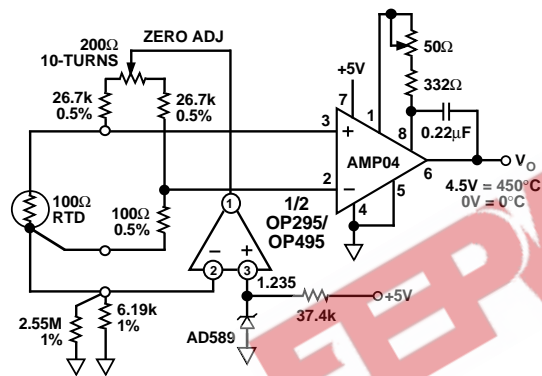 200Ω
10-TURNS
ZERO ADJ
26.7k
0.5%
26.7k
0.5%
50Ω
332Ω
+5V
7
1
8
0.22µF
3
+
AMP04
VO
6
2
–
5
4
4.5V = 450°C
0V = 0°C
100Ω
RTD
100Ω
0.5%
1
1/2
OP295/
OP495
–
+
2
3
1.235
+5V
37.4k
AD589
2.55M
1%
6.19k
1%